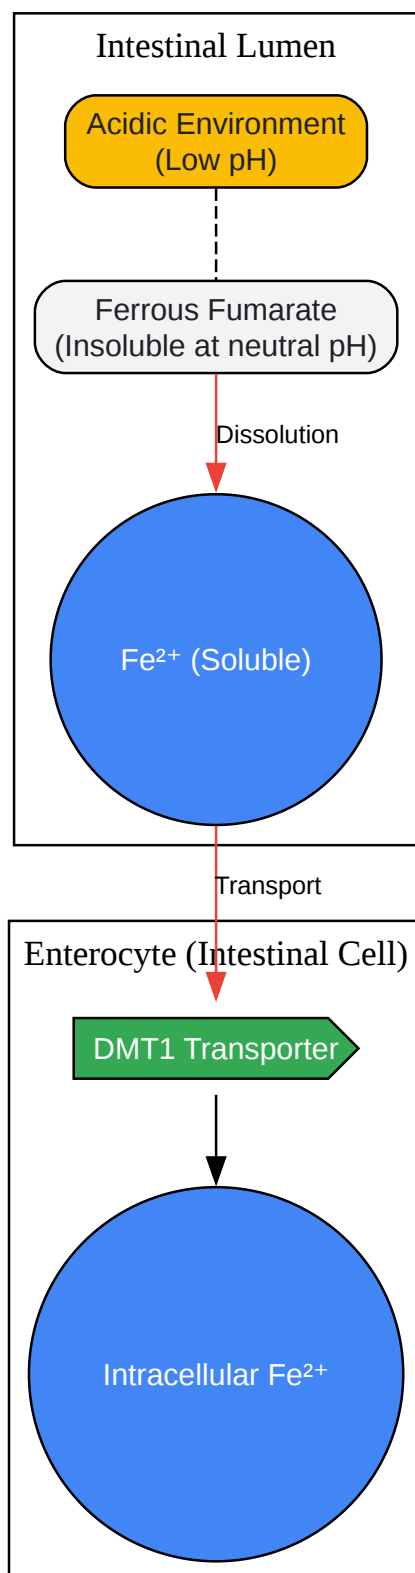 Intestinal Lumen
Acidic Environment
(Low pH)
Ferrous Fumarate
(Insoluble at neutral pH)
Dissolution
Fe²⁺ (Soluble)
Transport
Enterocyte (Intestinal Cell)
DMT1 Transporter
Intracellular Fe²⁺